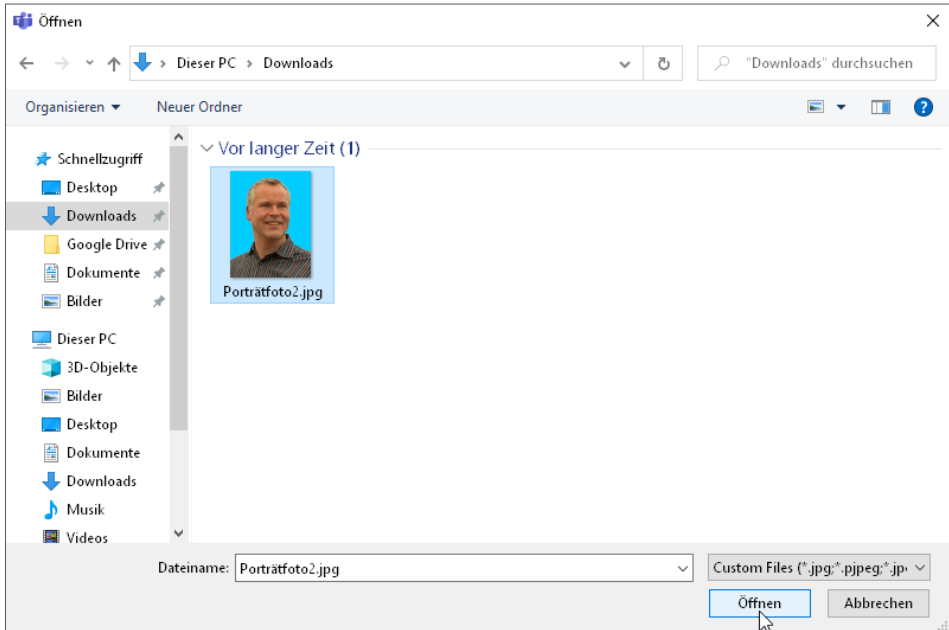 Öffnen
Dieser PC > Downloads
"Downloads" durchsuchen
Organisieren
Neuer Ordner
Schnellzugriff
Desktop
Downloads
Google Drive
Dokumente
Bilder
Dieser PC
3D-Objekte
Bilder
Desktop
Dokumente
Downloads
Musik
Videos
Vor langer Zeit (1)
Porträtfoto2.jpg
Dateiname:
Porträtfoto2.jpg
Custom Files (*.jpg;*.pjpeg;*.jp
Öffnen
Abbrechen